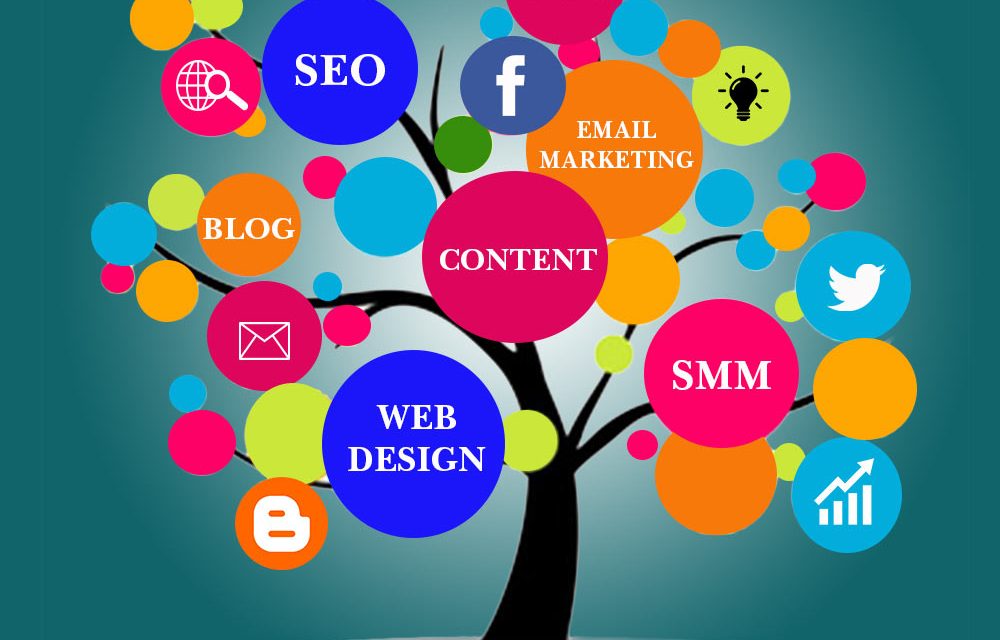 SEO
EMAIL
MARKETING
BLOG
CONTENT
SMM
WEB
DESIGN